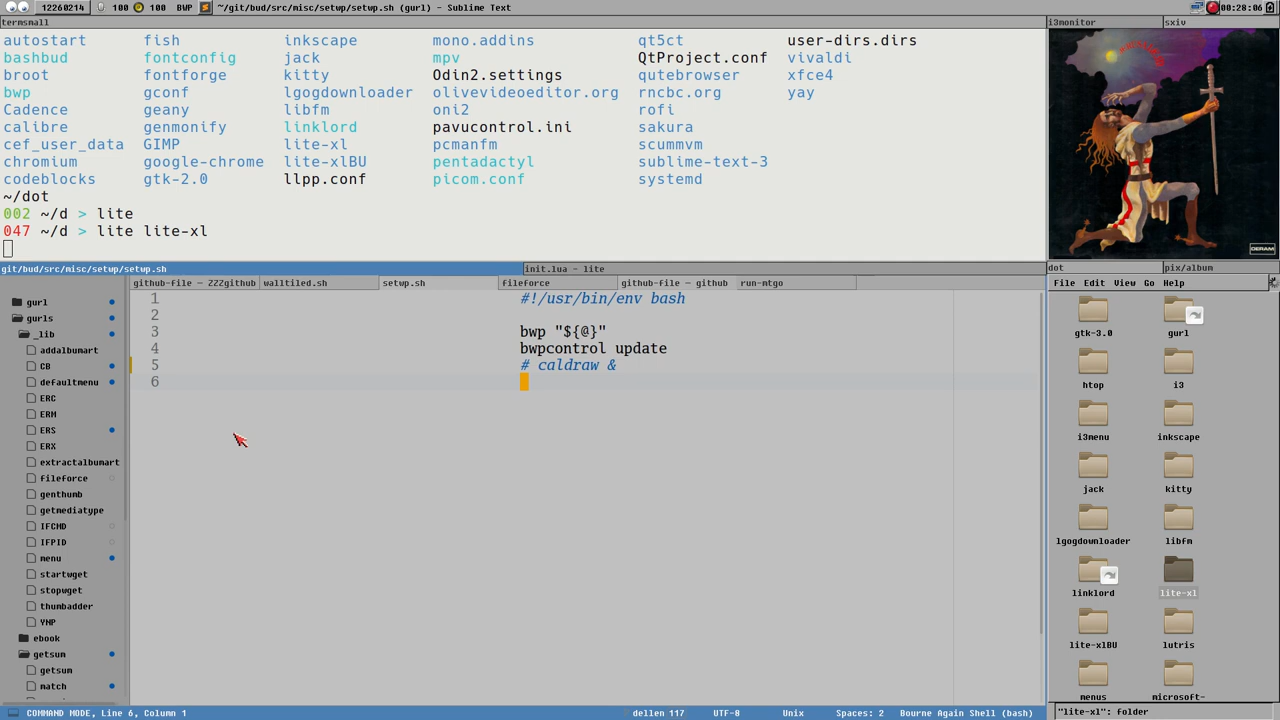 12260214 100 100 BWP ~/git/bud/src/misc/setwp/setwp.sh (gurl) - Sublime Text 00:28:06
termsmall
autostart fish inkscape mono.addins qt5ct user-dirs.dirs
bashbud fontconfig jack mpv QtProject.conf vivaldi
broot fontforge kitty Odin2.settings qutebrowser xfce4
bwp gconf lgogdownloader olivevideoeditor.org rncbc.org yay
Cadence geany libfm oni2 rofi
calibre genmonify linklord pavucontrol.ini sakura
cef_user_data GIMP lite-xl pcmanfm scummvm
chromium google-chrome lite-xlBU pentadactyl sublime-text-3
codeblocks gtk-2.0 llpp.conf picom.conf systemd
~/dot
002 ~/d > lite
047 ~/d > lite lite-xl
git/bud/src/misc/setwp/setwp.sh init.lua - lite
github-file — ZZZgithub walltiled.sh setwp.sh fileforce github-file — github run-mtgo
gurl
gurls
_lib
addalbumart
CB
defaultmenu
ERC
ERM
ERS
ERX
extractalbumart
fileforce
genthumb
getmediatype
IFCMD
IFPID
menu
startwget
stopwget
thumbadder
YNP
ebook
getsum
getsum
match
1 #!/usr/bin/env bash
2
3 bwp "${@}"
4 bwpcontrol update
5 # caldraw &
6
COMMAND MODE, Line 6, Column 1 dellen 117 UTF-8 Unix Spaces: 2 Bourne Again Shell (bash)
i3monitor sxiv
DERAM
dot pix/album
File Edit View Go Help
gtk-3.0 gurl
htop i3
i3menu inkscape
jack kitty
lgogdownloader libfm
linklord lite-xl
lite-xlBU lutris
menus microsoft-
"lite-xl": folder